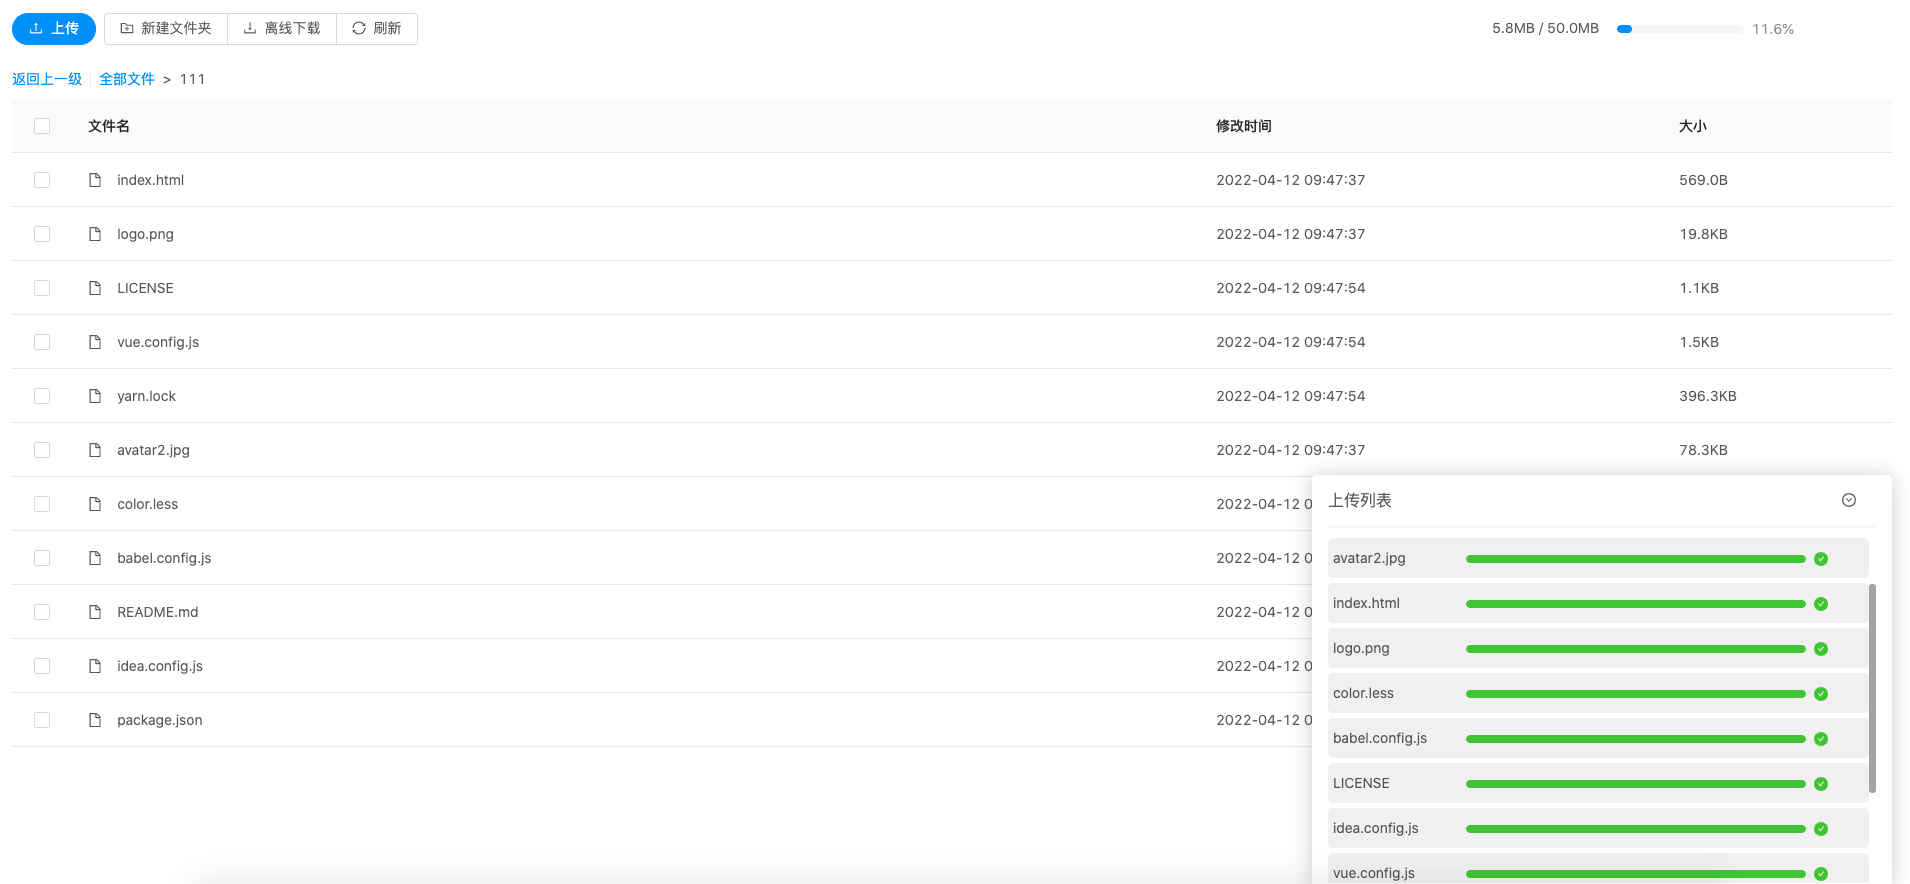 上传 新建文件夹 离线下载 刷新 5.8MB / 50.0MB 11.6%
返回上一级 全部文件 > 111
文件名 修改时间 大小
index.html 2022-04-12 09:47:37 569.0B
logo.png 2022-04-12 09:47:37 19.8KB
LICENSE 2022-04-12 09:47:54 1.1KB
vue.config.js 2022-04-12 09:47:54 1.5KB
yarn.lock 2022-04-12 09:47:54 396.3KB
avatar2.jpg 2022-04-12 09:47:37 78.3KB
color.less 2022-04-12 0
babel.config.js 2022-04-12 0
README.md 2022-04-12 0
idea.config.js 2022-04-12 0
package.json 2022-04-12 0
上传列表
avatar2.jpg
index.html
logo.png
color.less
babel.config.js
LICENSE
idea.config.js
vue.config.js